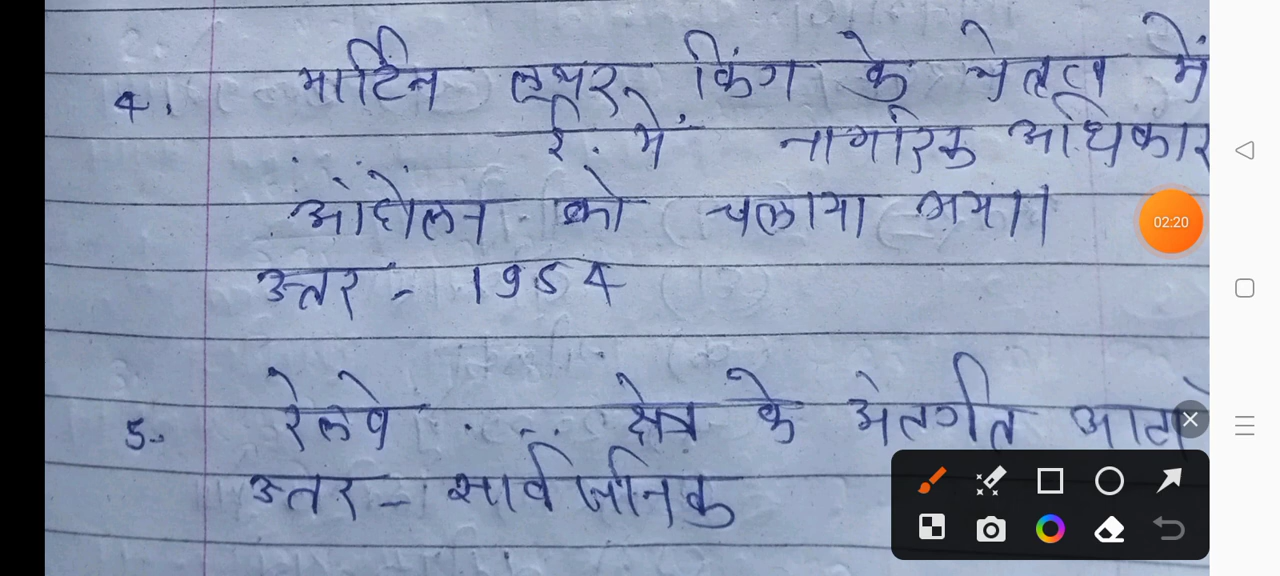 4. मार्टिन लूथर किंग के नेतृत्व में
ई. में नागरिक अधिकार
आंदोलन को चलाया गया।
उत्तर - 1954
02:20
5. रेलवे ..... क्षेत्र के अंतर्गत आता
उत्तर - सार्वजनिक